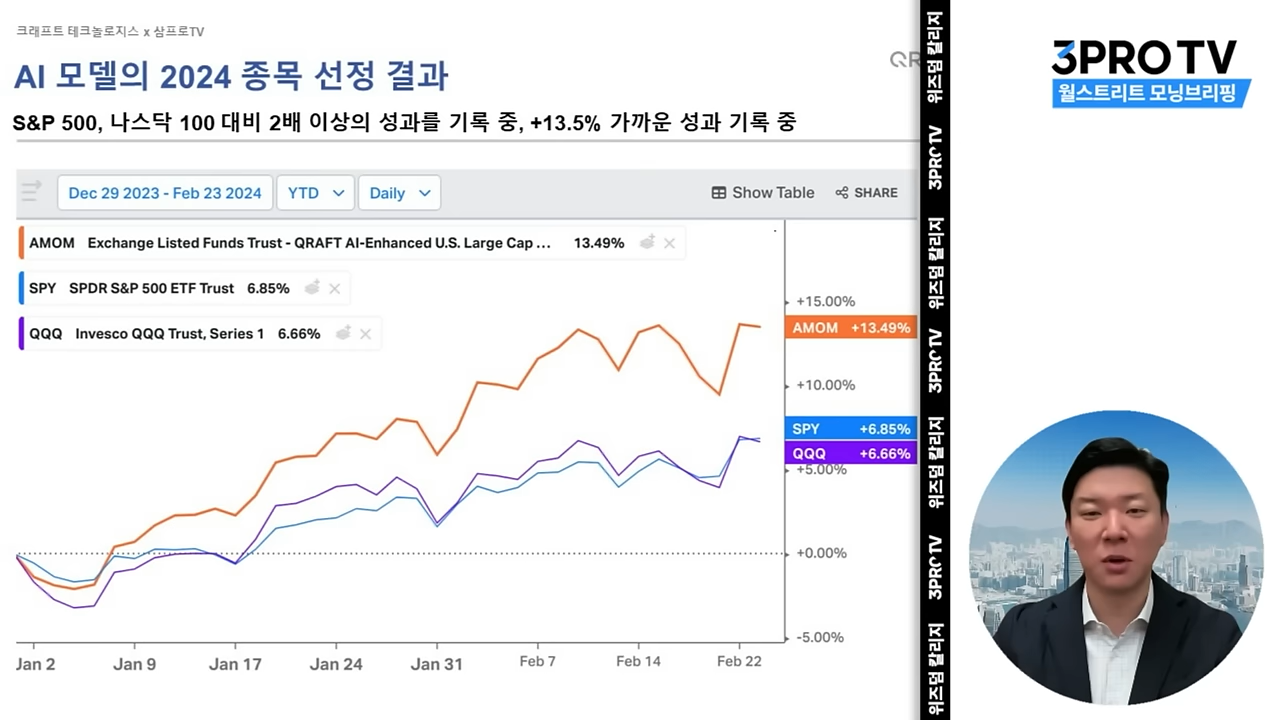 크래프트 테크놀로지스 x 삼프로TV
AI 모델의 2024 종목 선정 결과
S&P 500, 나스닥 100 대비 2배 이상의 성과를 기록 중, +13.5% 가까운 성과 기록 중
Dec 29 2023 - Feb 23 2024
YTD
Daily
Show Table
SHARE
AMOM Exchange Listed Funds Trust - QRAFT AI-Enhanced U.S. Large Cap ... 13.49%
SPY SPDR S&P 500 ETF Trust 6.85%
QQQ Invesco QQQ Trust, Series 1 6.66%
+15.00%
AMOM +13.49%
+10.00%
SPY +6.85%
QQQ +6.66%
+5.00%
+0.00%
-5.00%
Jan 2
Jan 9
Jan 17
Jan 24
Jan 31
Feb 7
Feb 14
Feb 22
위즈덤 칼리지
3PROTV
위즈덤 칼리지
3PROTV
위즈덤 칼리지
3PROTV
위즈덤 칼리지
3PROTV
월스트리트 모닝브리핑